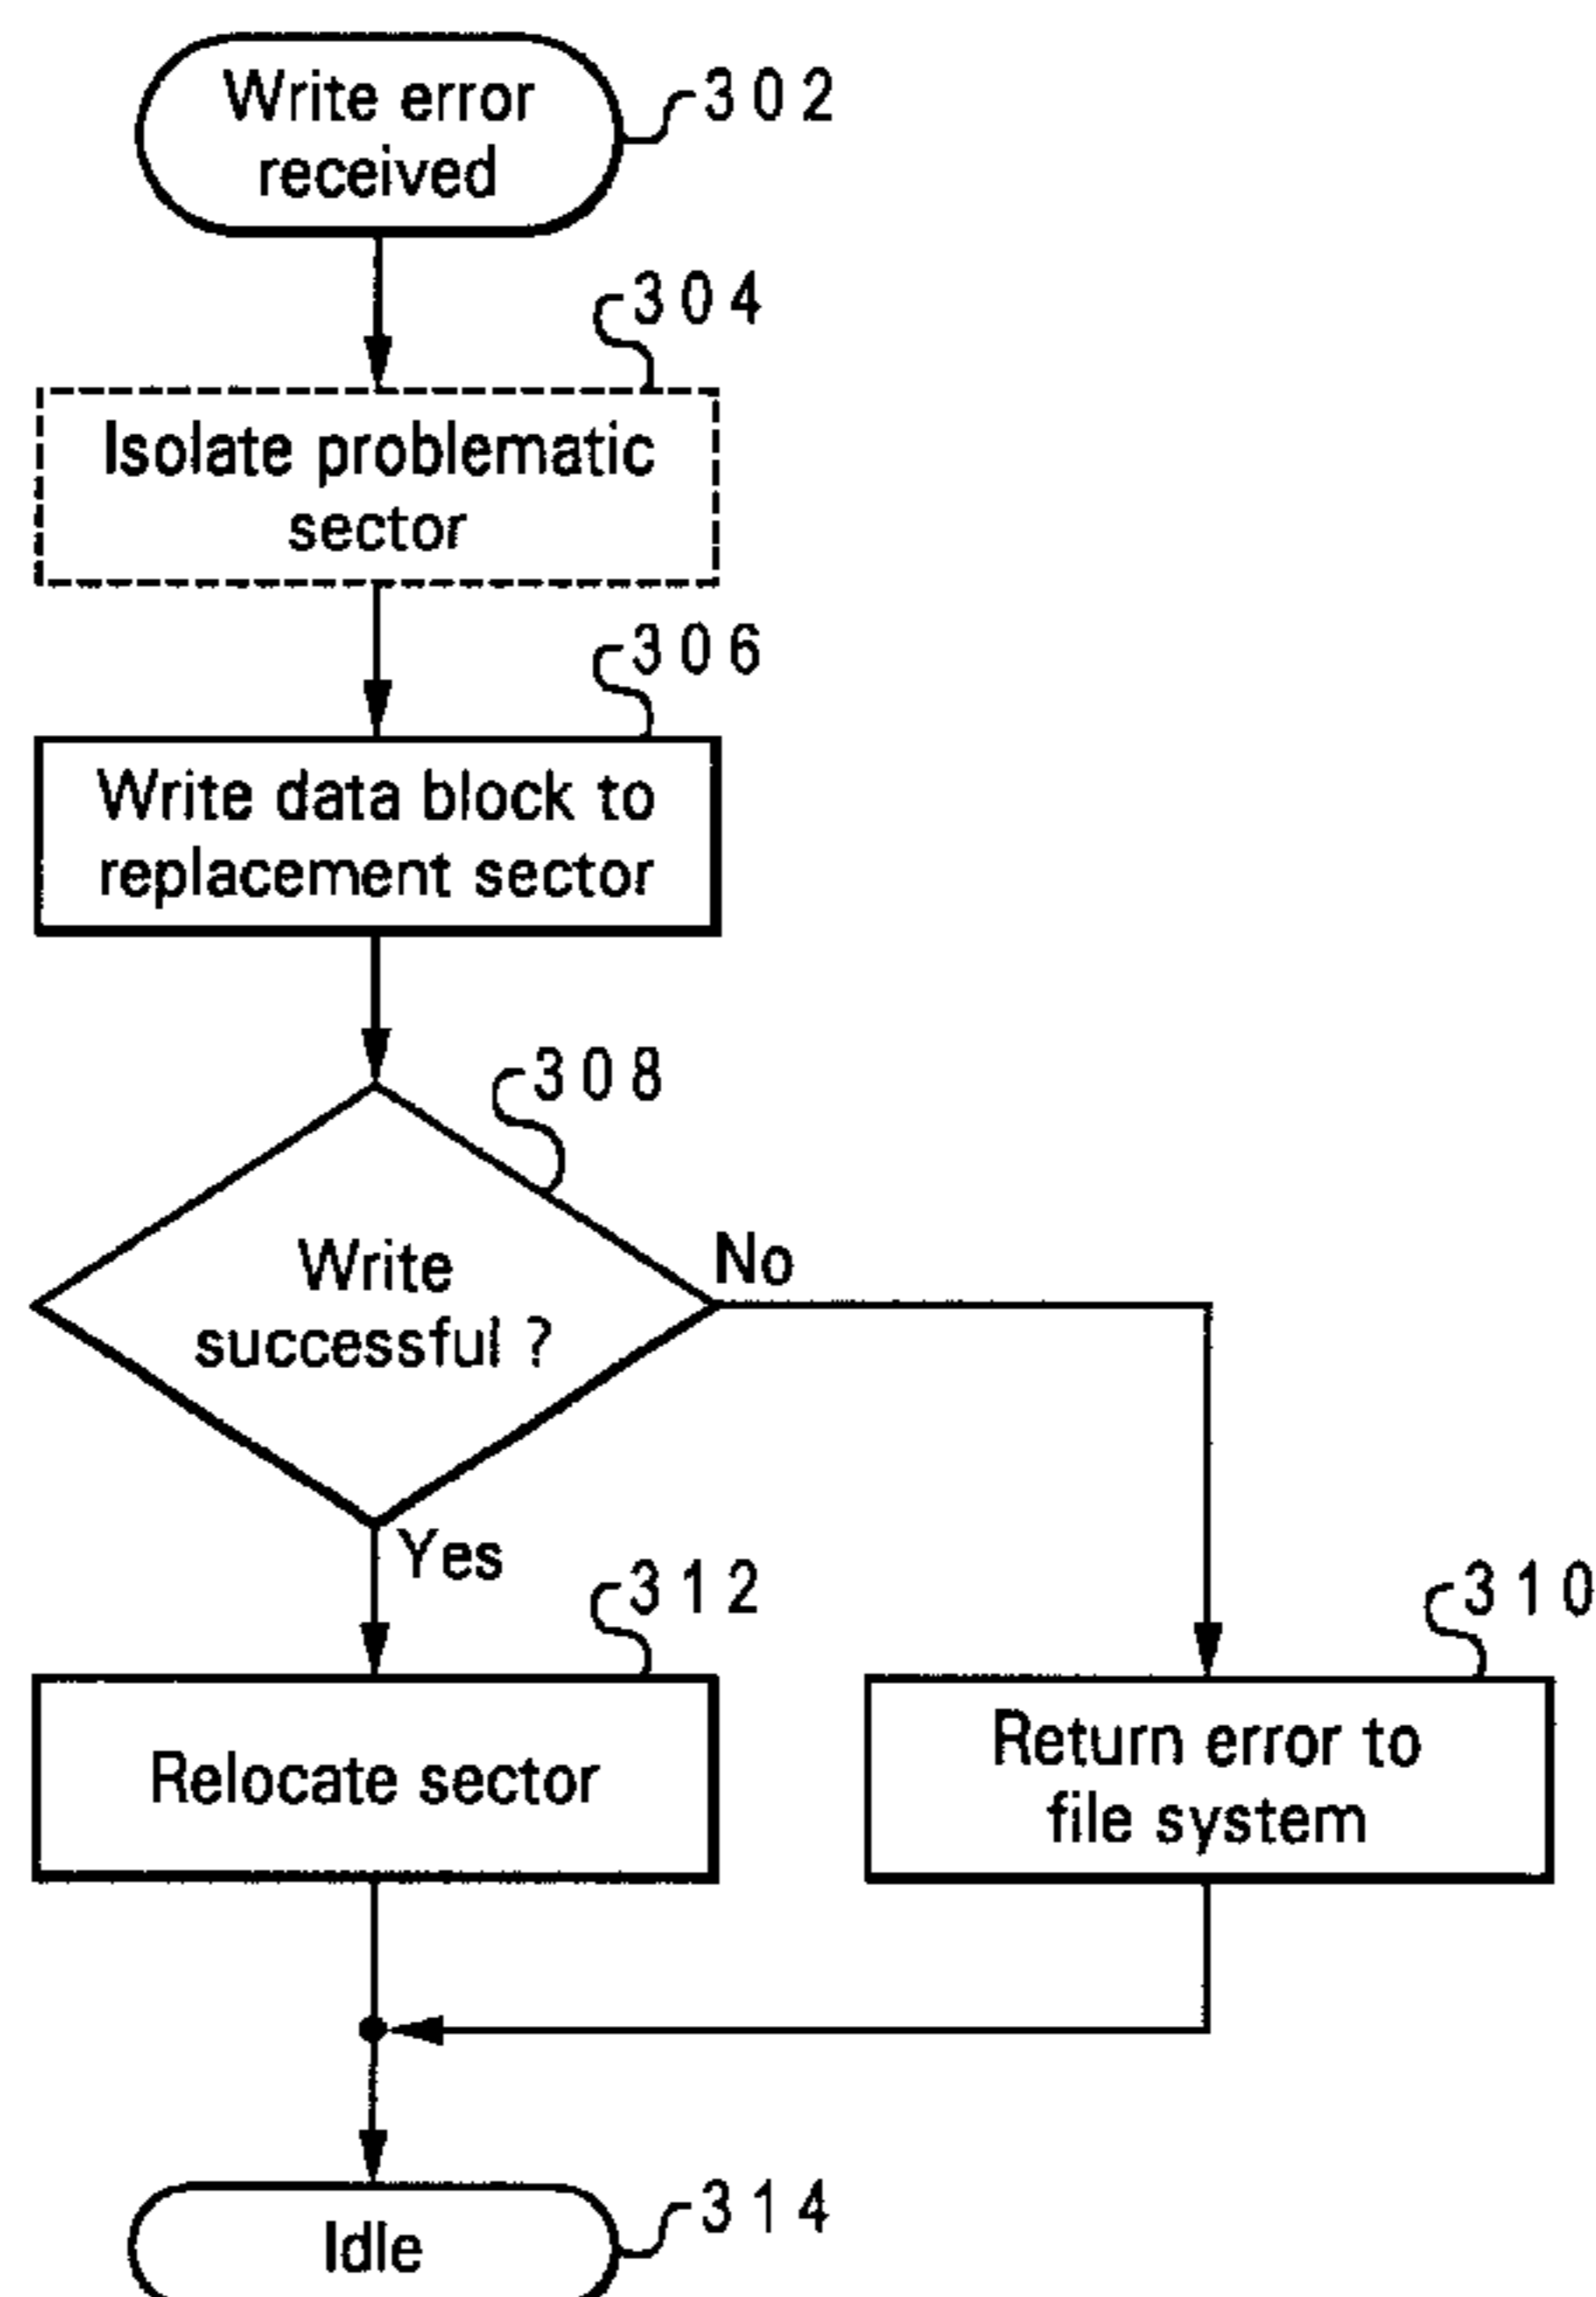 Write error
received
302
304
Isolate problematic
sector
306
Write data block to
replacement sector
308
Write
successful ?
No
Yes
312
310
Relocate sector
Return error to
file system
Idle
314